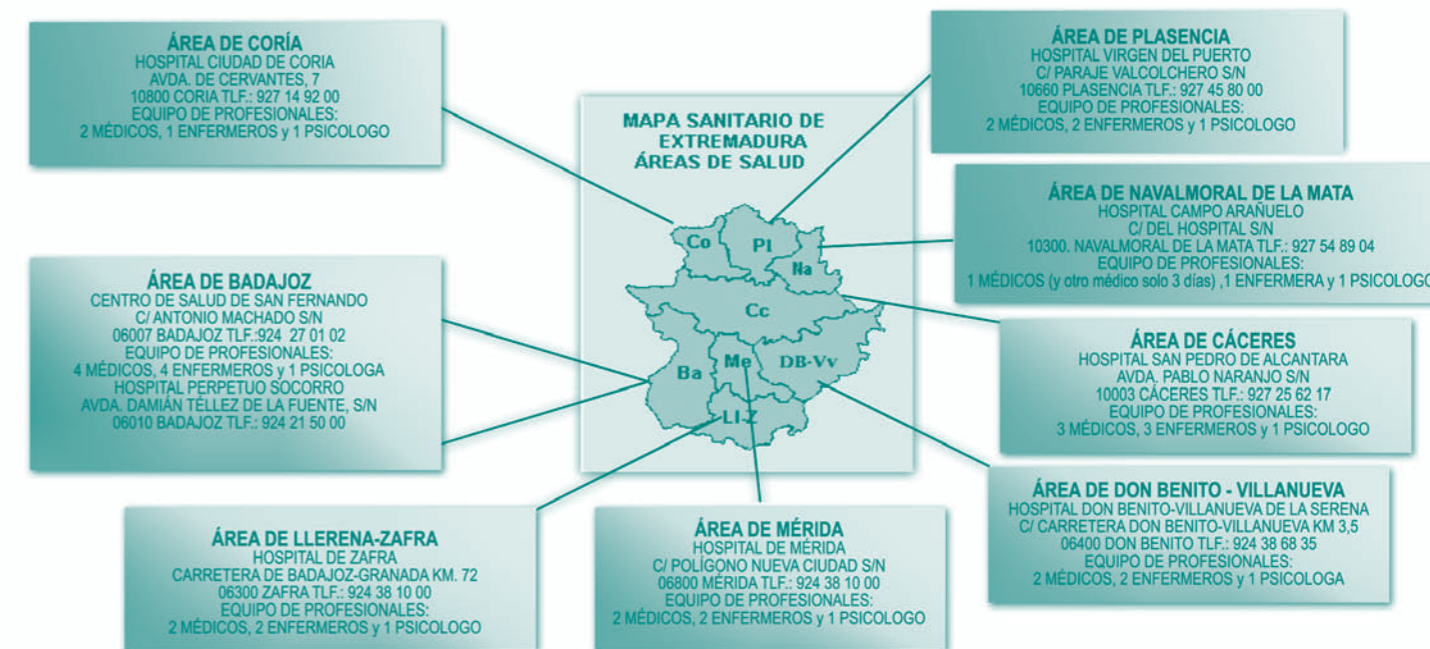 ÁREA DE CORÍA
HOSPITAL CIUDAD DE CORIA
AVDA. DE CERVANTES, 7
10800 CORIA TLF.: 927 14 92 00
EQUIPO DE PROFESIONALES:
2 MÉDICOS, 1 ENFERMEROS y 1 PSICOLOGO
ÁREA DE PLASENCIA
HOSPITAL VIRGEN DEL PUERTO
C/ PARAJE VALCOLCHERO S/N
10660 PLASENCIA TLF.: 927 45 80 00
EQUIPO DE PROFESIONALES:
2 MÉDICOS, 2 ENFERMEROS y 1 PSICOLOGO
MAPA SANITARIO DE
EXTREMADURA
ÁREAS DE SALUD
Co
Pl
Na
Cc
Ba
Me
DB-Vv
Ll-Z
ÁREA DE NAVALMORAL DE LA MATA
HOSPITAL CAMPO ARAÑUELO
C/ DEL HOSPITAL S/N
10300. NAVALMORAL DE LA MATA TLF.: 927 54 89 04
EQUIPO DE PROFESIONALES:
1 MÉDICOS (y otro médico solo 3 días) ,1 ENFERMERA y 1 PSICOLOGO
ÁREA DE BADAJOZ
CENTRO DE SALUD DE SAN FERNANDO
C/ ANTONIO MACHADO S/N
06007 BADAJOZ TLF.:924 27 01 02
EQUIPO DE PROFESIONALES:
4 MÉDICOS, 4 ENFERMEROS y 1 PSICOLOGA
HOSPITAL PERPETUO SOCORRO
AVDA. DAMIÁN TÉLLEZ DE LA FUENTE, S/N
06010 BADAJOZ TLF.: 924 21 50 00
ÁREA DE CÁCERES
HOSPITAL SAN PEDRO DE ALCANTARA
AVDA. PABLO NARANJO S/N
10003 CÁCERES TLF.: 927 25 62 17
EQUIPO DE PROFESIONALES:
3 MÉDICOS, 3 ENFERMEROS y 1 PSICOLOGO
ÁREA DE DON BENITO - VILLANUEVA
HOSPITAL DON BENITO-VILLANUEVA DE LA SERENA
C/ CARRETERA DON BENITO-VILLANUEVA KM 3,5
06400 DON BENITO TLF.: 924 38 68 35
EQUIPO DE PROFESIONALES:
2 MÉDICOS, 2 ENFERMEROS y 1 PSICOLOGA
ÁREA DE LLERENA-ZAFRA
HOSPITAL DE ZAFRA
CARRETERA DE BADAJOZ-GRANADA KM. 72
06300 ZAFRA TLF.: 924 38 10 00
EQUIPO DE PROFESIONALES:
2 MÉDICOS, 2 ENFERMEROS y 1 PSICOLOGO
ÁREA DE MÉRIDA
HOSPITAL DE MÉRIDA
C/ POLÍGONO NUEVA CIUDAD S/N
06800 MÉRIDA TLF.: 924 38 10 00
EQUIPO DE PROFESIONALES:
2 MÉDICOS, 2 ENFERMEROS y 1 PSICOLOGO